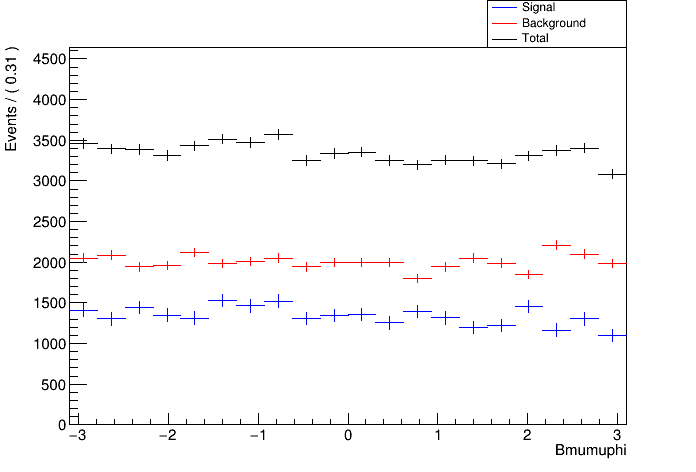 Signal
Background
Total
Events / ( 0.31 )
4500
4000
3500
3000
2500
2000
1500
1000
500
0
−3 −2 −1 0 1 2 3
Bmumuphi